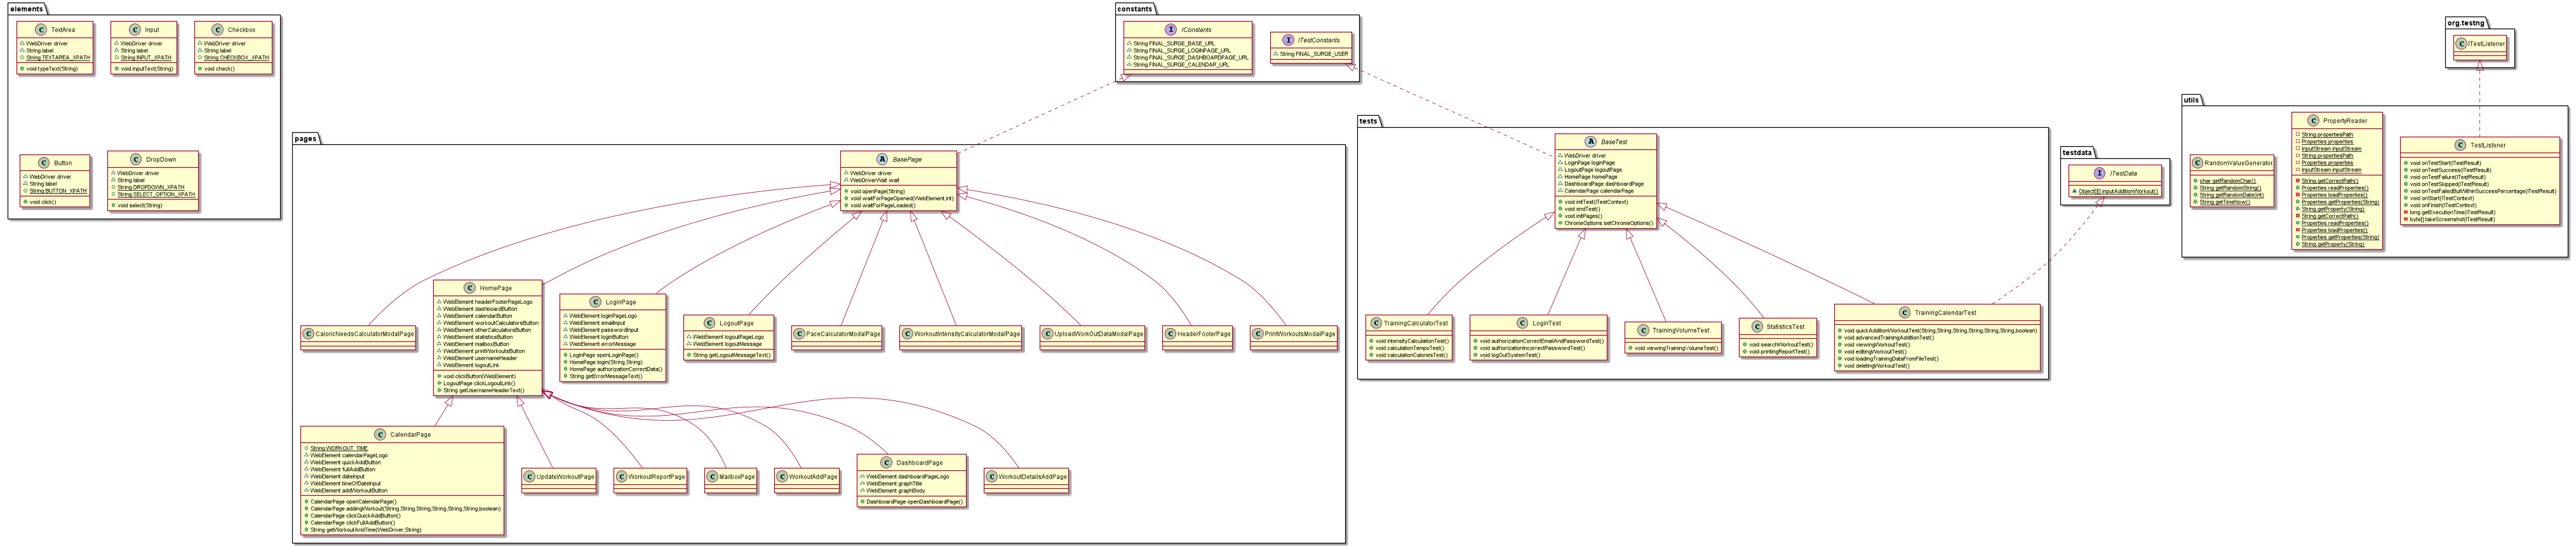 elements
TextArea
WebDriver driver
String label
String TEXTAREA_XPATH
void typeText(String)
Input
WebDriver driver
String label
String INPUT_XPATH
void inputText(String)
Checkbox
WebDriver driver
String label
String CHECKBOX_XPATH
void check()
Button
WebDriver driver
String label
String BUTTON_XPATH
void click()
DropDown
WebDriver driver
String label
String DROPDOWN_XPATH
String SELECT_OPTION_XPATH
void select(String)
constants
IConstants
String FINAL_SURGE_BASE_URL
String FINAL_SURGE_LOGINPAGE_URL
String FINAL_SURGE_DASHBOARDPAGE_URL
String FINAL_SURGE_CALENDAR_URL
ITestConstants
String FINAL_SURGE_USER
pages
BasePage
WebDriver driver
WebDriverWait wait
void openPage(String)
void waitForPageOpened(WebElement,int)
void waitForPageLoaded()
CaloricNeedsCalculatorModalPage
HomePage
WebElement headerFooterPageLogo
WebElement dashboardButton
WebElement calendarButton
WebElement workoutCalculatorsButton
WebElement otherCalculatorsButton
WebElement statisticsButton
WebElement mailboxButton
WebElement printWorkoutsButton
WebElement usernameHeader
WebElement logoutLink
void clickButton(WebElement)
LogoutPage clickLogoutLink()
String getUsernameHeaderText()
LoginPage
WebElement loginPageLogo
WebElement emailInput
WebElement passwordInput
WebElement loginButton
WebElement errorMessage
LoginPage openLoginPage()
HomePage login(String,String)
HomePage authorizationCorrectData()
String getErrorMessageText()
LogoutPage
WebElement logoutPageLogo
WebElement logoutMessage
String getLogoutMessageText()
PaceCalculatorModalPage
WorkoutIntensityCalculatorModalPage
UploadWorkOutDataModalPage
HeaderFooterPage
PrintWorkoutsModalPage
CalendarPage
String WORKOUT_TIME
WebElement calendarPageLogo
WebElement quickAddButton
WebElement fullAddButton
WebElement dateInput
WebElement timeOfDateInput
WebElement addWorkoutButton
CalendarPage openCalendarPage()
CalendarPage addingWorkout(String,String,String,String,String,String,boolean)
CalendarPage clickQuickAddButton()
CalendarPage clickFullAddButton()
String getWorkoutAndTime(WebDriver,String)
UpdateWorkoutPage
WorkoutReportPage
MailboxPage
WorkoutAddPage
DashboardPage
WebElement dashboardPageLogo
WebElement graphTitle
WebElement graphBody
DashboardPage openDashboardPage()
WorkoutDetailsAddPage
tests
BaseTest
WebDriver driver
LoginPage loginPage
LogoutPage logoutPage
HomePage homePage
DashboardPage dashboardPage
CalendarPage calendarPage
void initTest(ITestContext)
void endTest()
void initPages()
ChromeOptions setChromeOptions()
TrainingCalculatorTest
void intensityCalculationTest()
void calculationTempoTest()
void calculationCaloriesTest()
LoginTest
void authorizationCorrectEmailAndPasswordTest()
void authorizationIncorrectPasswordTest()
void logOutSystemTest()
TrainingVolumeTest
void viewingTrainingVolumeTest()
StatisticsTest
void searchWorkoutTest()
void printingReportTest()
TrainingCalendarTest
void quickAdditionWorkoutTest(String,String,String,String,String,String,boolean)
void advancedTrainingAdditionTest()
void viewingWorkoutTest()
void editingWorkoutTest()
void loadingTrainingDataFromFileTest()
void deletingWorkoutTest()
testdata
ITestData
Object[][] inputAdditionWorkout()
org.testng
ITestListener
utils
RandomValueGenerator
char getRandomChar()
String getRandomString()
String getRandomDate(int)
String getTimeNow()
PropertyReader
String propertiesPath
Properties properties
InputStream inputStream
String propertiesPath
Properties properties
InputStream inputStream
String getCorrectPath()
Properties readProperties()
Properties loadProperties()
Properties getProperties(String)
String getProperty(String)
String getCorrectPath()
Properties readProperties()
Properties loadProperties()
Properties getProperties(String)
String getProperty(String)
TestListener
void onTestStart(ITestResult)
void onTestSuccess(ITestResult)
void onTestFailure(ITestResult)
void onTestSkipped(ITestResult)
void onTestFailedButWithinSuccessPercentage(ITestResult)
void onStart(ITestContext)
void onFinish(ITestContext)
long getExecutionTime(ITestResult)
byte[] takeScreenshot(ITestResult)